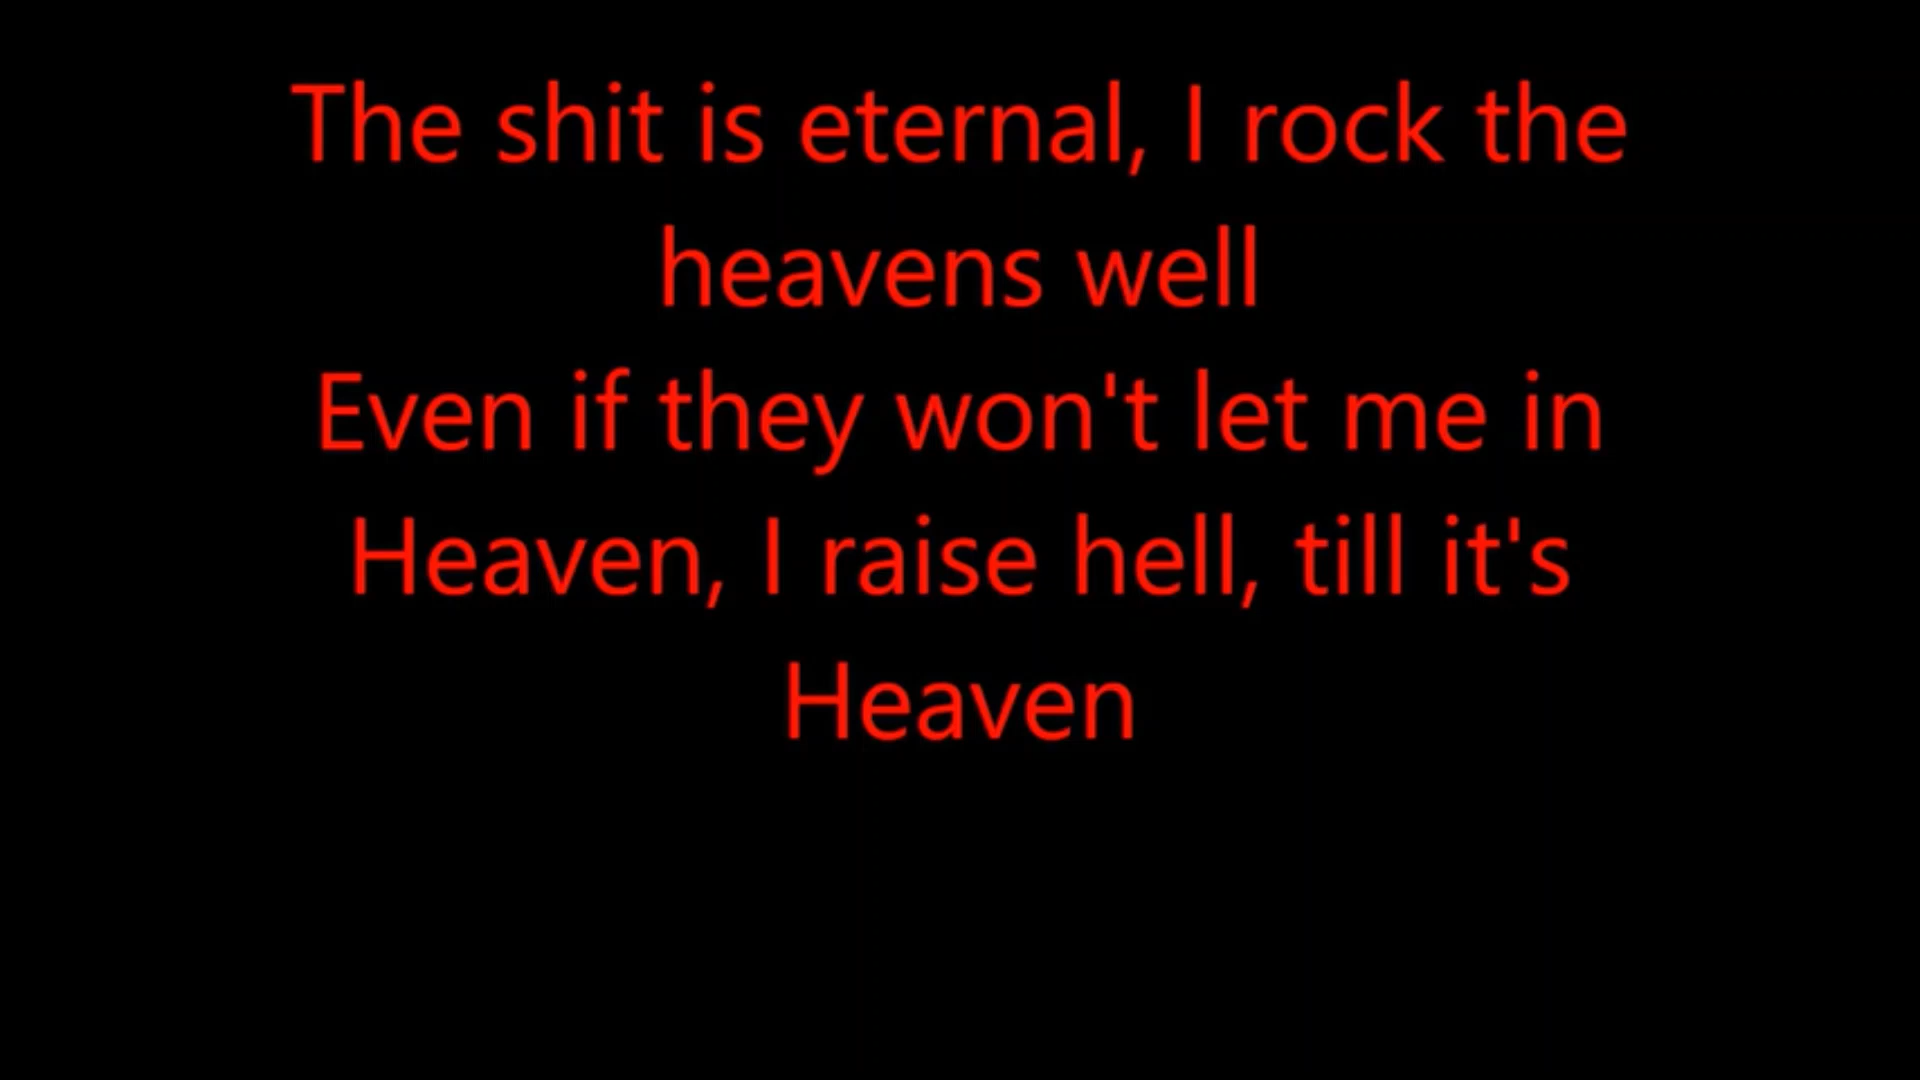 The shit is eternal, I rock the
heavens well
Even if they won't let me in
Heaven, I raise hell, till it's
Heaven